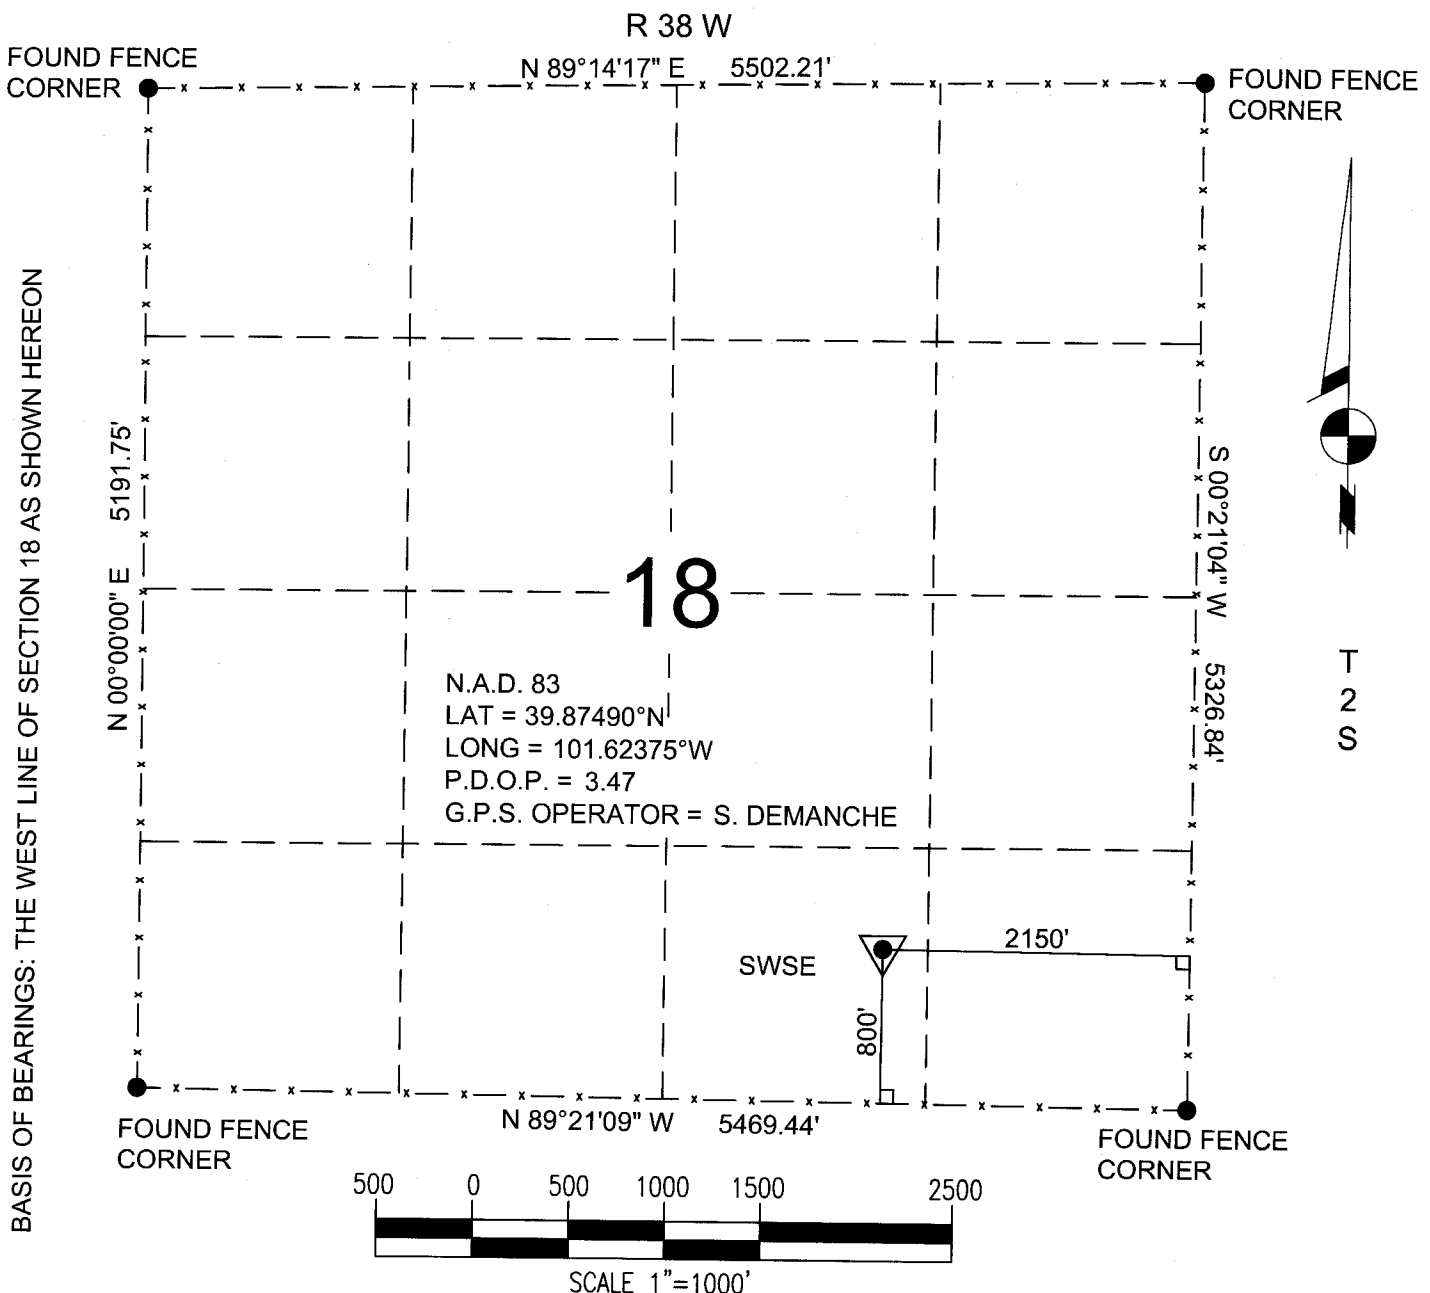 R 38 W
FOUND FENCE
CORNER
N 89°14'17" E 5502.21'
FOUND FENCE
CORNER
BASIS OF BEARINGS: THE WEST LINE OF SECTION 18 AS SHOWN HEREON
N 00°00'00" E 5191.75'
S 00°21'04" W 5326.84'
18
N
T
2
S
N.A.D. 83
LAT = 39.87490°N
LONG = 101.62375°W
P.D.O.P. = 3.47
G.P.S. OPERATOR = S. DEMANCHE
SWSE
2150'
800'
N 89°21'09" W 5469.44'
FOUND FENCE
CORNER
FOUND FENCE
CORNER
500 0 500 1000 1500 2500
SCALE 1"=1000'